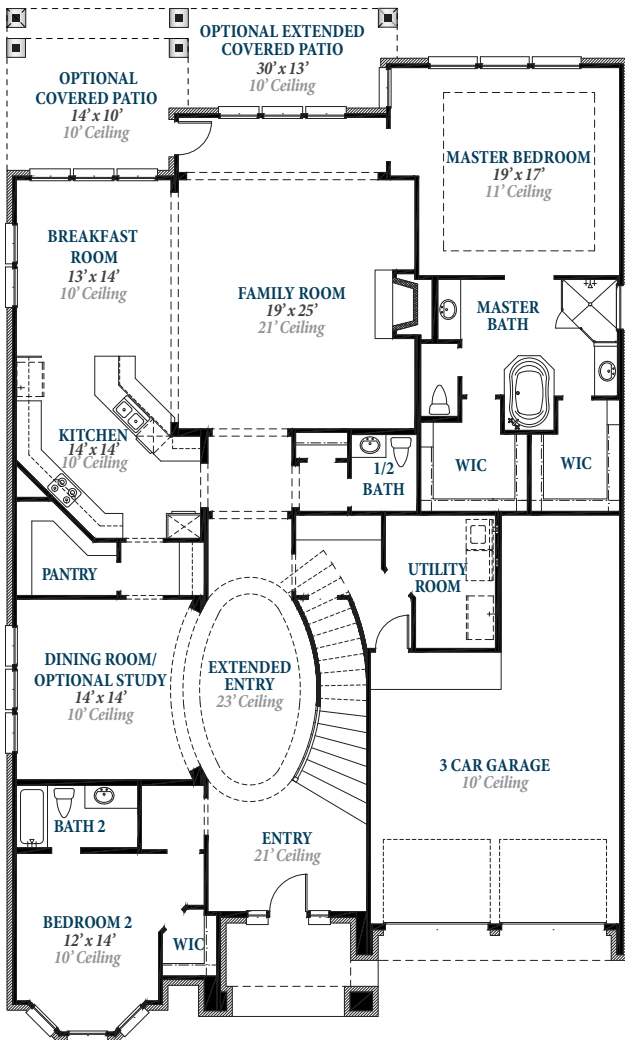 OPTIONAL EXTENDED
COVERED PATIO
30' x 13'
10' Ceiling
OPTIONAL
COVERED PATIO
14' x 10'
10' Ceiling
MASTER BEDROOM
19' x 17'
11' Ceiling
BREAKFAST
ROOM
13' x 14'
10' Ceiling
FAMILY ROOM
19' x 25'
21' Ceiling
MASTER
BATH
KITCHEN
14' x 14'
10' Ceiling
1/2
BATH
WIC
WIC
PANTRY
UTILITY
ROOM
DINING ROOM/
OPTIONAL STUDY
14' x 14'
10' Ceiling
EXTENDED
ENTRY
23' Ceiling
3 CAR GARAGE
10' Ceiling
BATH 2
ENTRY
21' Ceiling
BEDROOM 2
12' x 14'
10' Ceiling
WIC